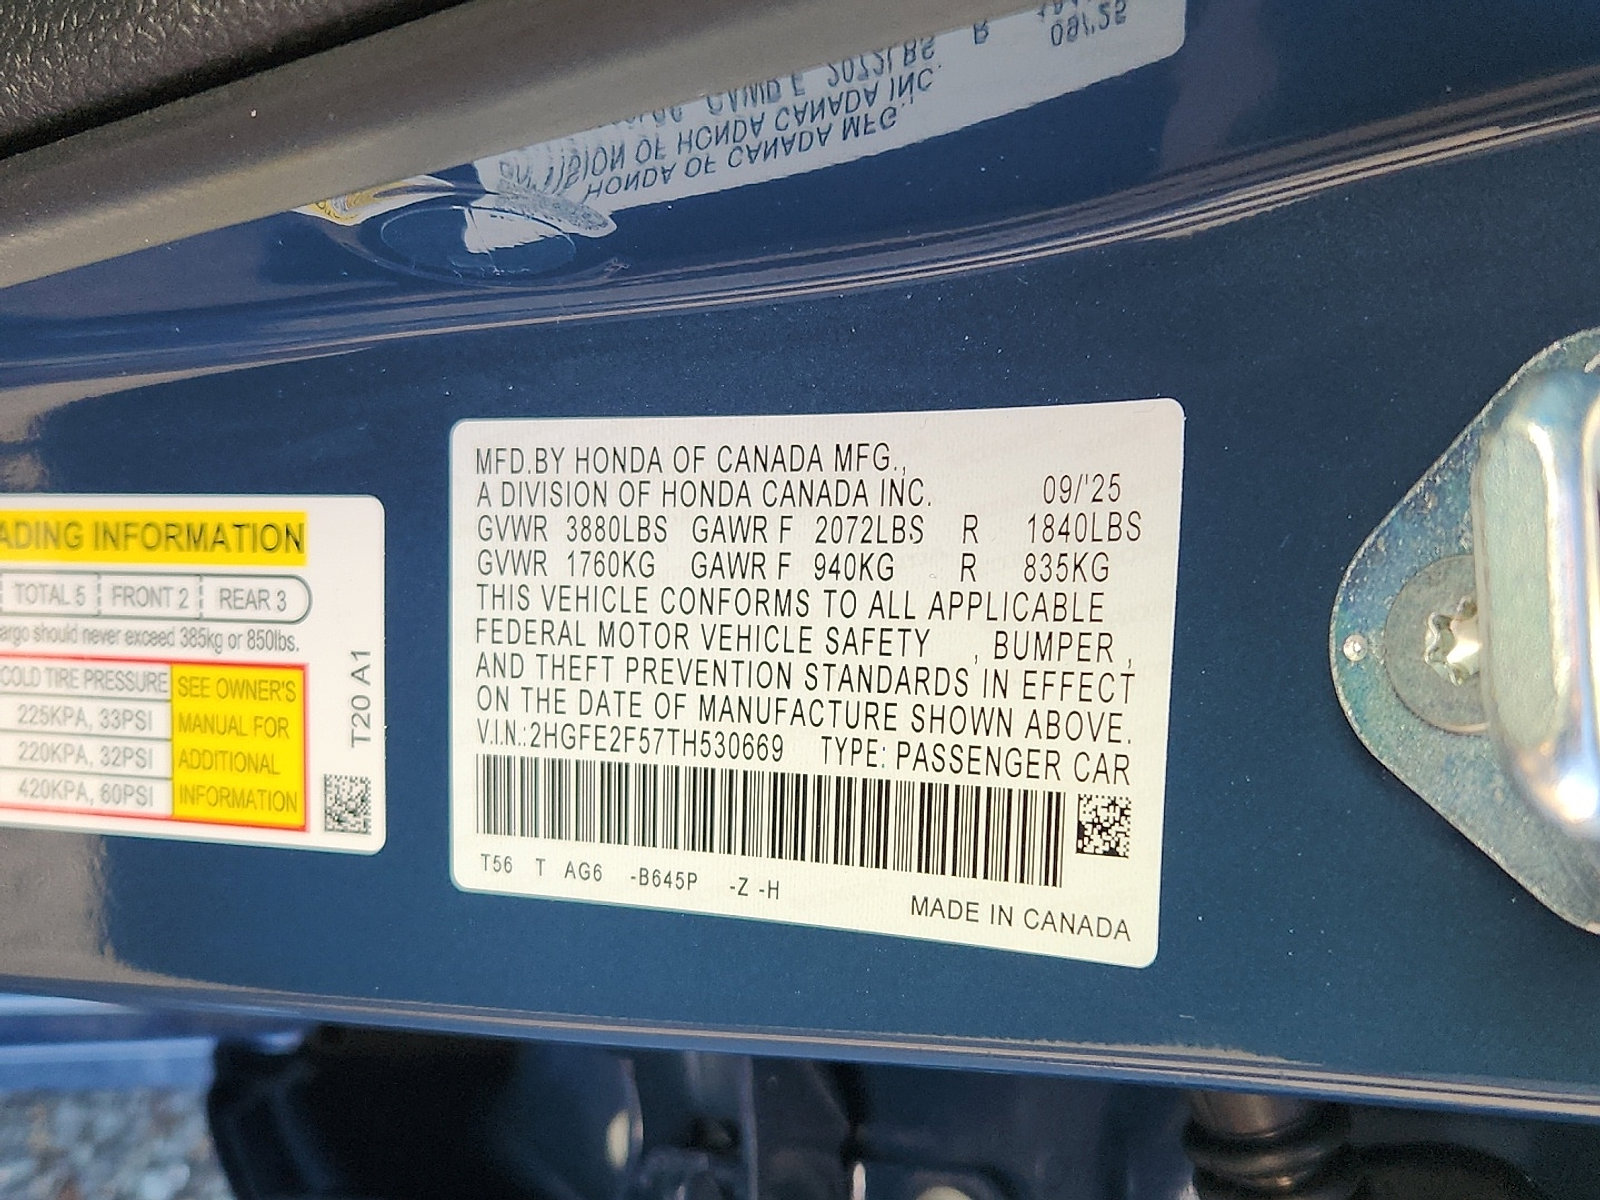 09/'25
R
GAWR F 2072LBS
DIVISION OF HONDA CANADA INC.
HONDA OF CANADA MFG.,
ADING INFORMATION
TOTAL 5 FRONT 2 REAR 3
argo should never exceed 385kg or 850lbs.
COLD TIRE PRESSURE
225KPA, 33PSI
220KPA, 32PSI
420KPA, 60PSI
SEE OWNER'S
MANUAL FOR
ADDITIONAL
INFORMATION
T20 A1
MFD.BY HONDA OF CANADA MFG.,
A DIVISION OF HONDA CANADA INC. 09/'25
GVWR 3880LBS GAWR F 2072LBS R 1840LBS
GVWR 1760KG GAWR F 940KG R 835KG
THIS VEHICLE CONFORMS TO ALL APPLICABLE
FEDERAL MOTOR VEHICLE SAFETY , BUMPER ,
AND THEFT PREVENTION STANDARDS IN EFFECT
ON THE DATE OF MANUFACTURE SHOWN ABOVE.
V.I.N.:2HGFE2F57TH530669 TYPE: PASSENGER CAR
T56 T AG6 -B645P -Z -H
MADE IN CANADA